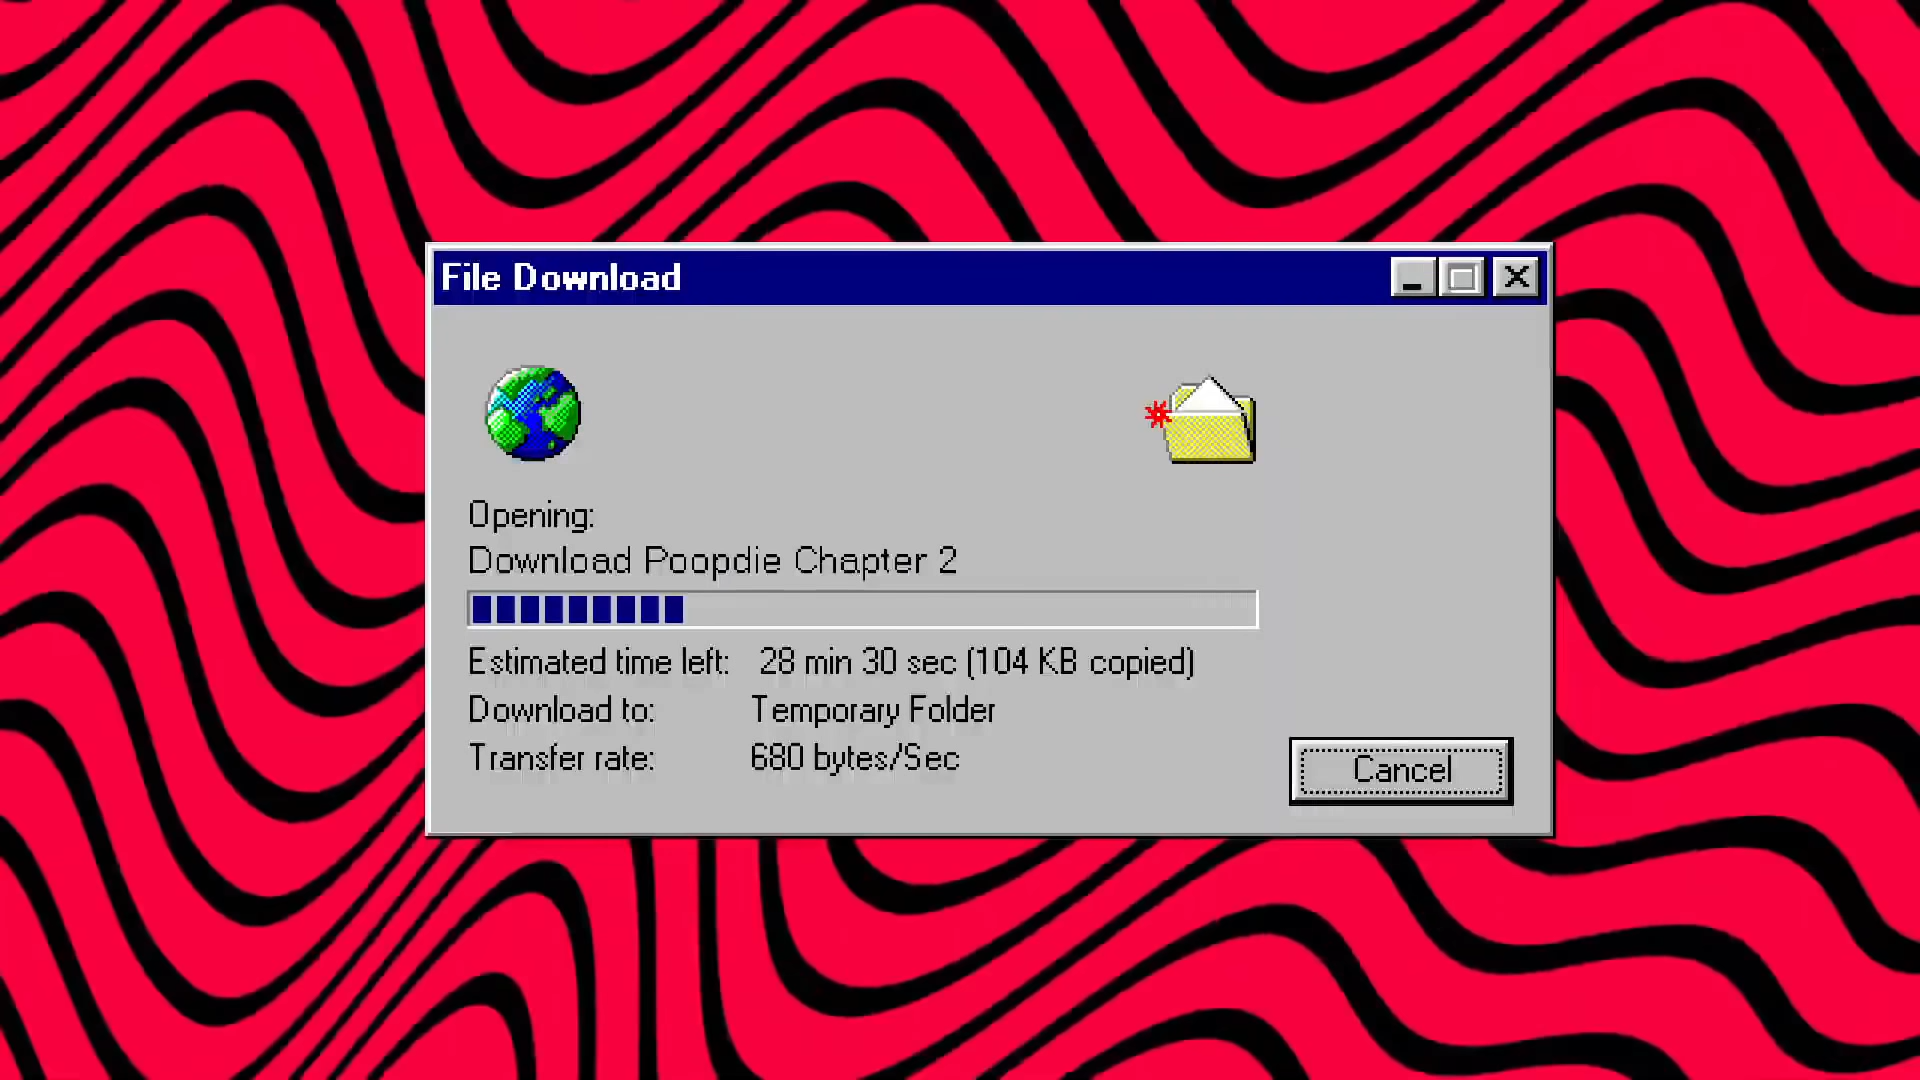 File Download
Opening:
Download Poopdie Chapter 2
Estimated time left: 28 min 30 sec (104 KB copied)
Download to: Temporary Folder
Transfer rate: 680 bytes/Sec
Cancel